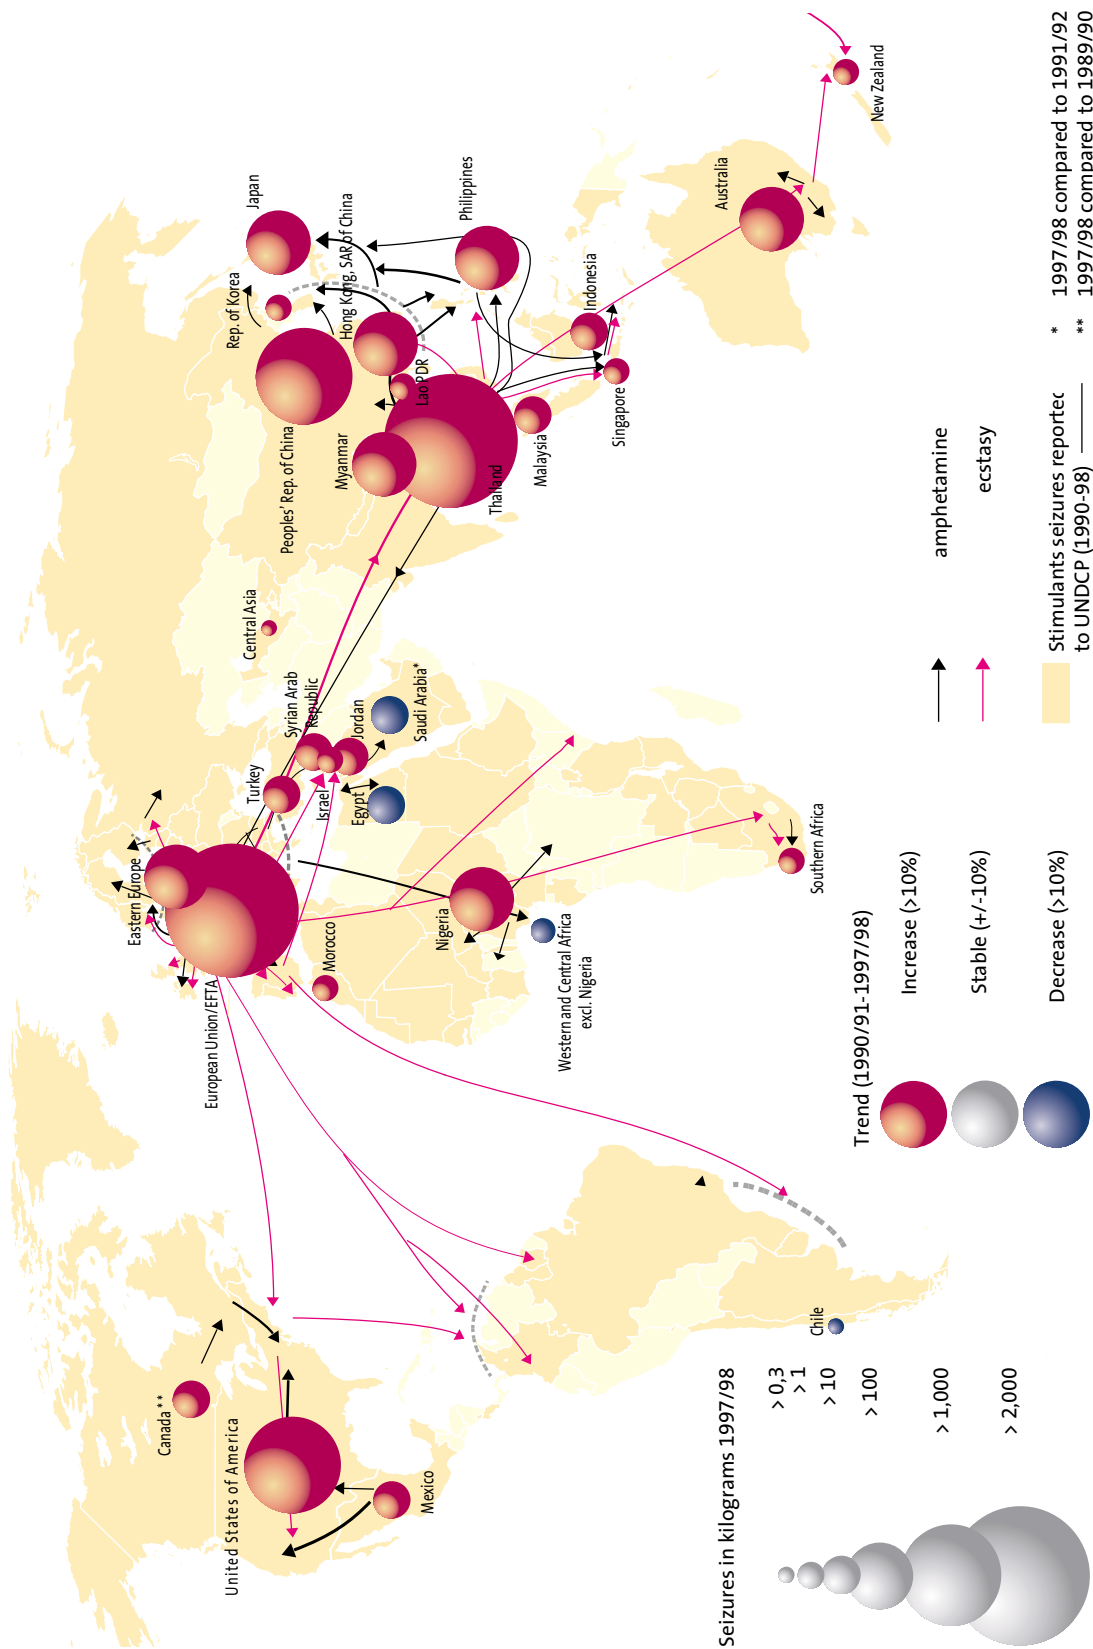 Canada**
United States of America
Mexico
Chile
European Union/EFTA
Eastern Europe
Morocco
Nigeria
Western and Central Africa
excl. Nigeria
Southern Africa
Turkey
Syrian Arab
Republic
Israel
Jordan
Egypt
Saudi Arabia*
Central Asia
Peoples' Rep. of China
Rep. of Korea
Japan
Hong Kong, SAR of China
Myanmar
Lao PDR
Thailand
Philippines
Malaysia
Singapore
Indonesia
Australia
New Zealand
Seizures in kilograms 1997/98
> 0,3
> 1
> 10
> 100
> 1,000
> 2,000
Trend (1990/91-1997/98)
Increase (>10%)
Stable (+/-10%)
Decrease (>10%)
amphetamine
ecstasy
Stimulants seizures reported
to UNDCP (1990-98)
* 1997/98 compared to 1991/92
** 1997/98 compared to 1989/90